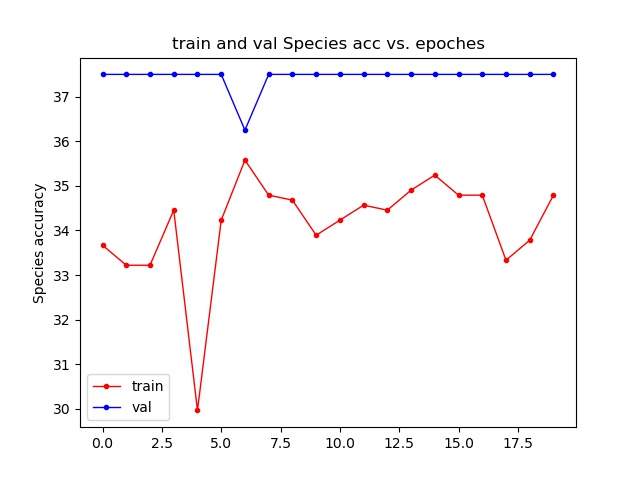 train and val Species acc vs. epoches
Species accuracy
37
36
35
34
33
32
31
30
train
val
0.0 2.5 5.0 7.5 10.0 12.5 15.0 17.5